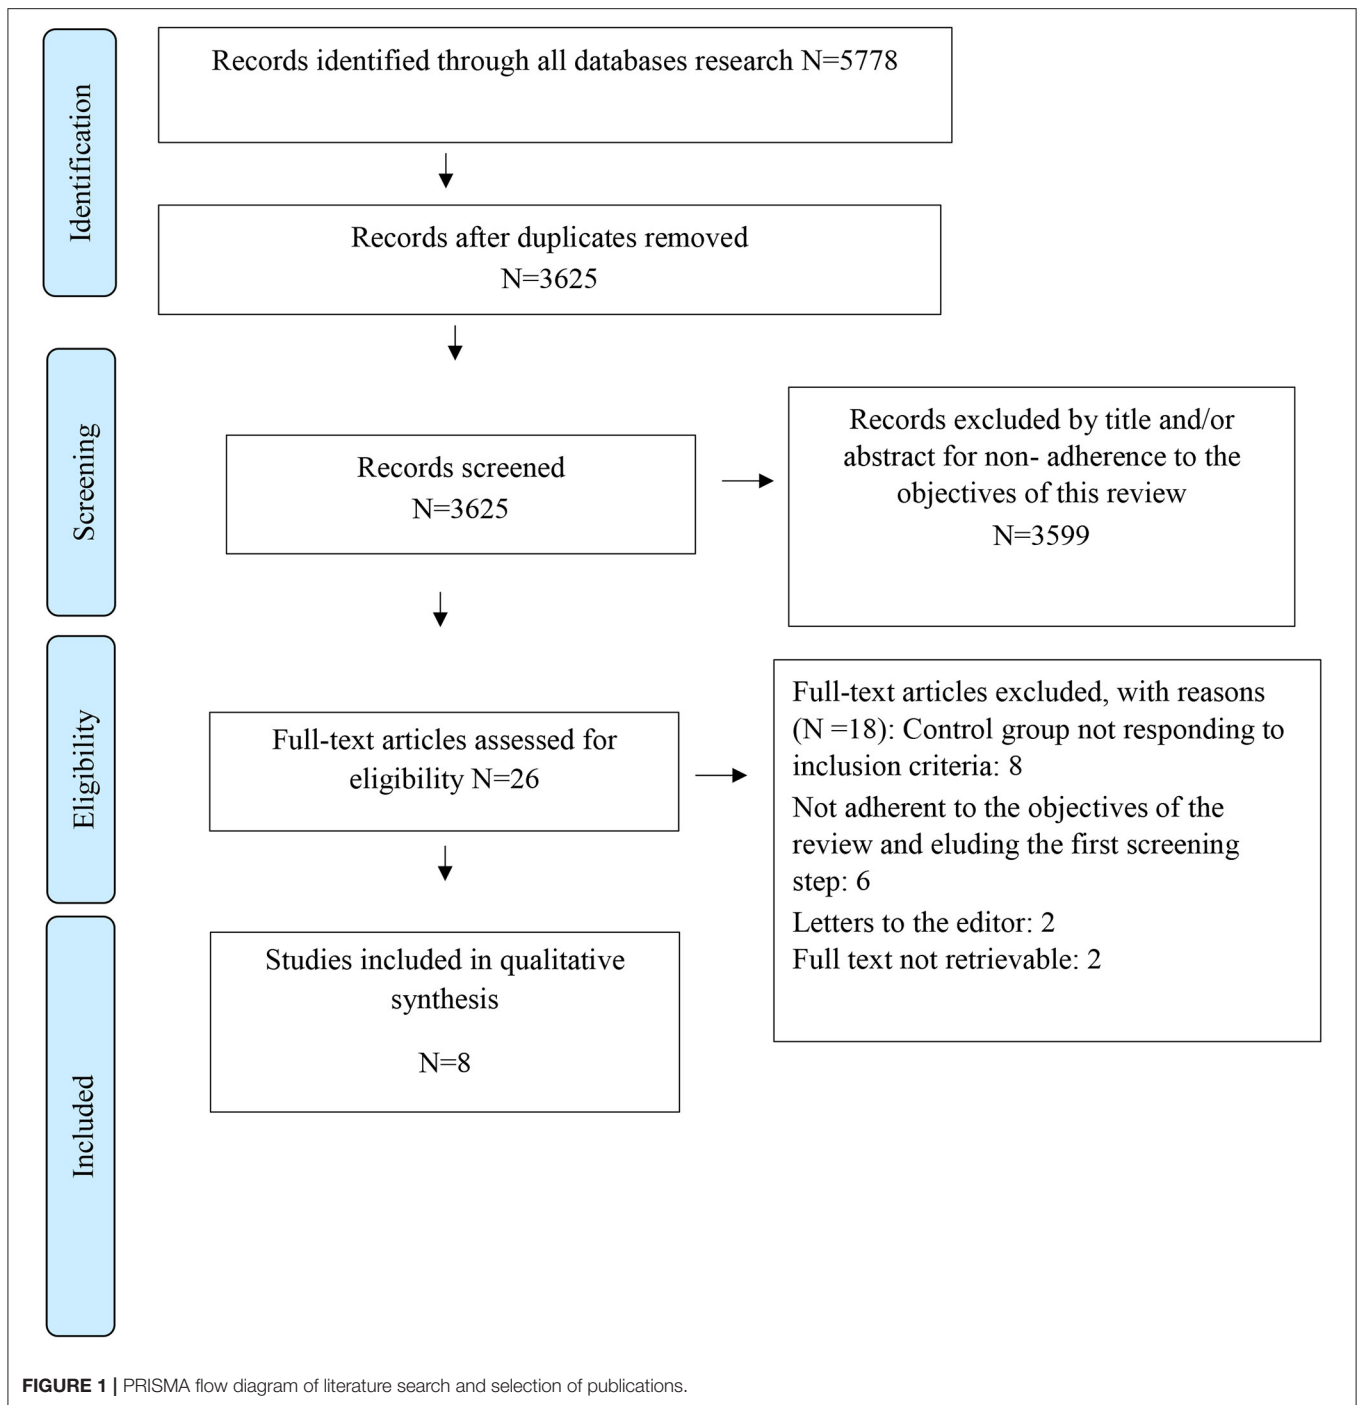 Identification
Records identified through all databases research N=5778
Records after duplicates removed
N=3625
Screening
Records screened
N=3625
Records excluded by title and/or
abstract for non- adherence to the
objectives of this review
N=3599
Eligibility
Full-text articles assessed for
eligibility N=26
Full-text articles excluded, with reasons
(N =18): Control group not responding to
inclusion criteria: 8
Not adherent to the objectives of the
review and eluding the first screening
step: 6
Letters to the editor: 2
Full text not retrievable: 2
Included
Studies included in qualitative
synthesis
N=8
FIGURE 1 | PRISMA flow diagram of literature search and selection of publications.